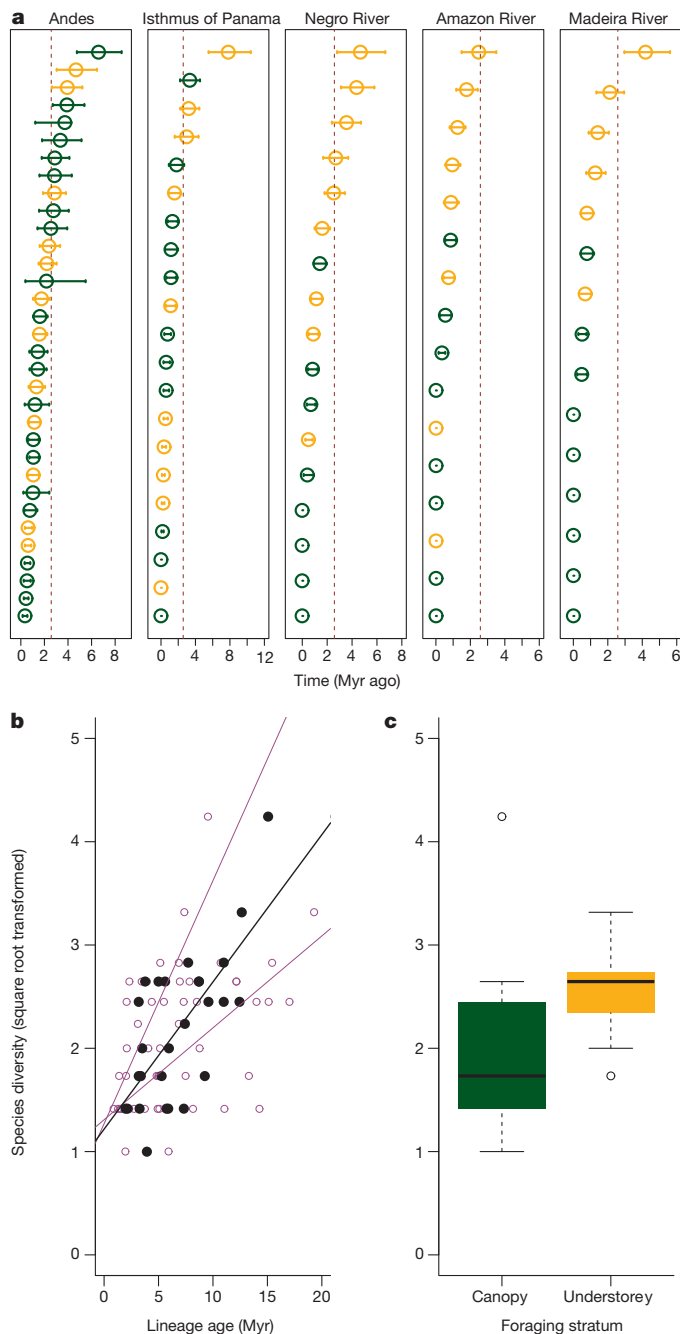 a
Andes Isthmus of Panama Negro River Amazon River Madeira River
0 2 4 6 8 0 4 8 12 0 2 4 6 8 0 2 4 6 0 2 4 6
Time (Myr ago)
b c
5 5
4 4
3 3
2 2
1 1
0 0
Species diversity (square root transformed)
0 5 10 15 20 Canopy Understorey
Lineage age (Myr) Foraging stratum